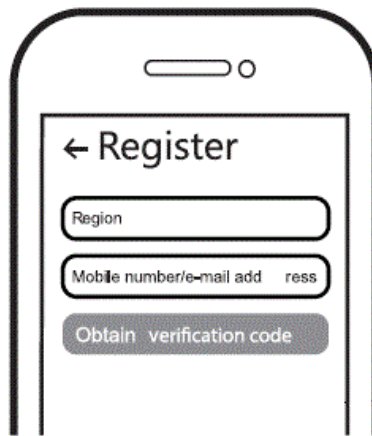 ← Register
Region
Mobile number/e-mail add ress
Obtain verification code